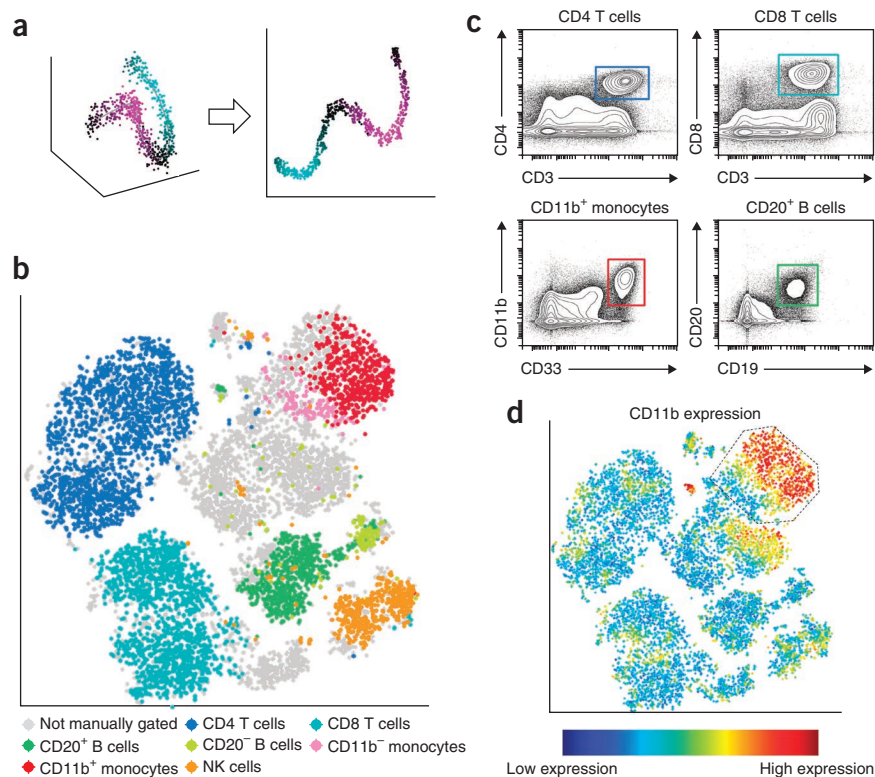 a
b
Not manually gated
CD4 T cells
CD8 T cells
CD20⁺ B cells
CD20⁻ B cells
CD11b⁻ monocytes
CD11b⁺ monocytes
NK cells
c
CD4 T cells
CD8 T cells
CD4
CD3
CD8
CD3
CD11b⁺ monocytes
CD20⁺ B cells
CD11b
CD33
CD20
CD19
d
CD11b expression
Low expression
High expression